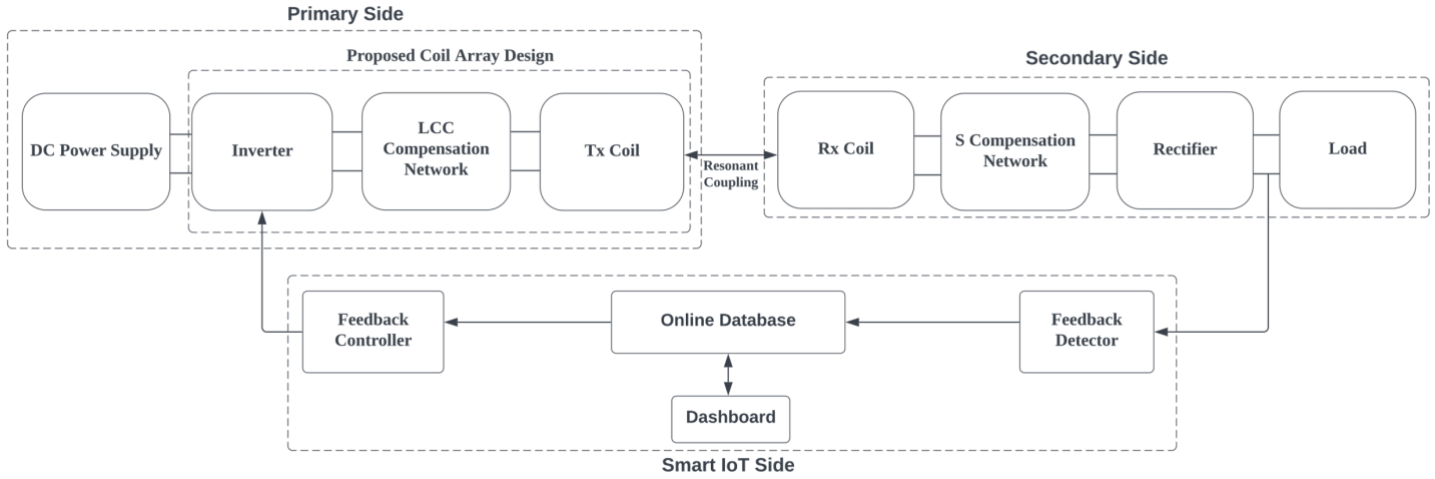 Primary Side
Proposed Coil Array Design
Secondary Side
DC Power Supply
Inverter
LCC
Compensation
Network
Tx Coil
Resonant
Coupling
Rx Coil
S Compensation
Network
Rectifier
Load
Feedback
Controller
Online Database
Feedback
Detector
Dashboard
Smart IoT Side